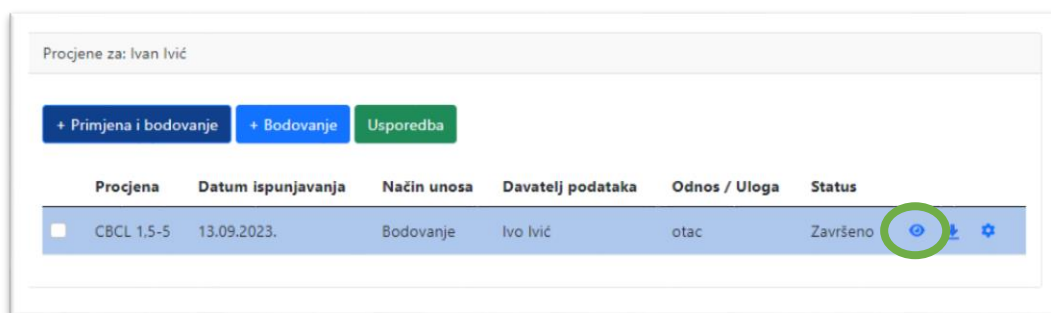 Procjene za: Ivan Ivić
+ Primjena i bodovanje + Bodovanje Usporedba
Procjena Datum ispunjavanja Način unosa Davatelj podataka Odnos / Uloga Status
CBCL 1,5-5 13.09.2023. Bodovanje Ivo Ivić otac Završeno